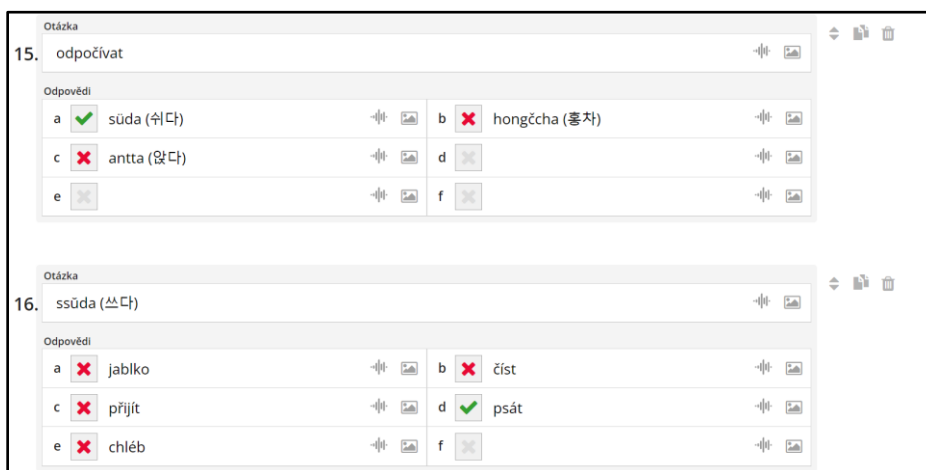 Otázka
15. odpočívat
Odpovědi
a süda (쉬다) b hongčcha (홍차)
c antta (앉다) d
e f
Otázka
16. ssŭda (쓰다)
Odpovědi
a jablko b číst
c přijít d psát
e chléb f